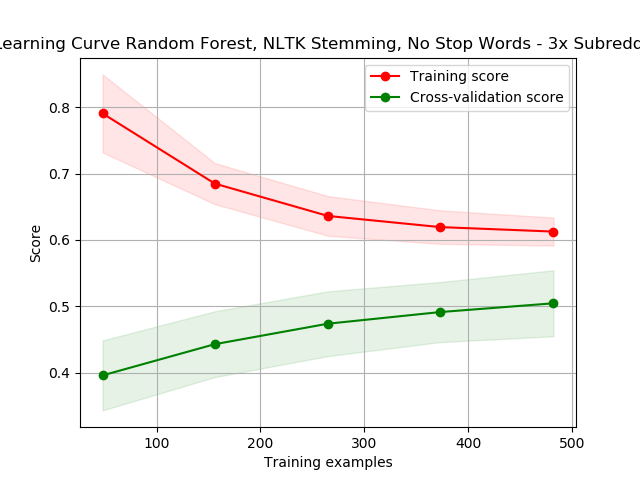 Learning Curve Random Forest, NLTK Stemming, No Stop Words - 3x
Training score
Cross-validation score
0.8
0.7
0.6
0.5
0.4
Score
100 200 300 400 500
Training examples